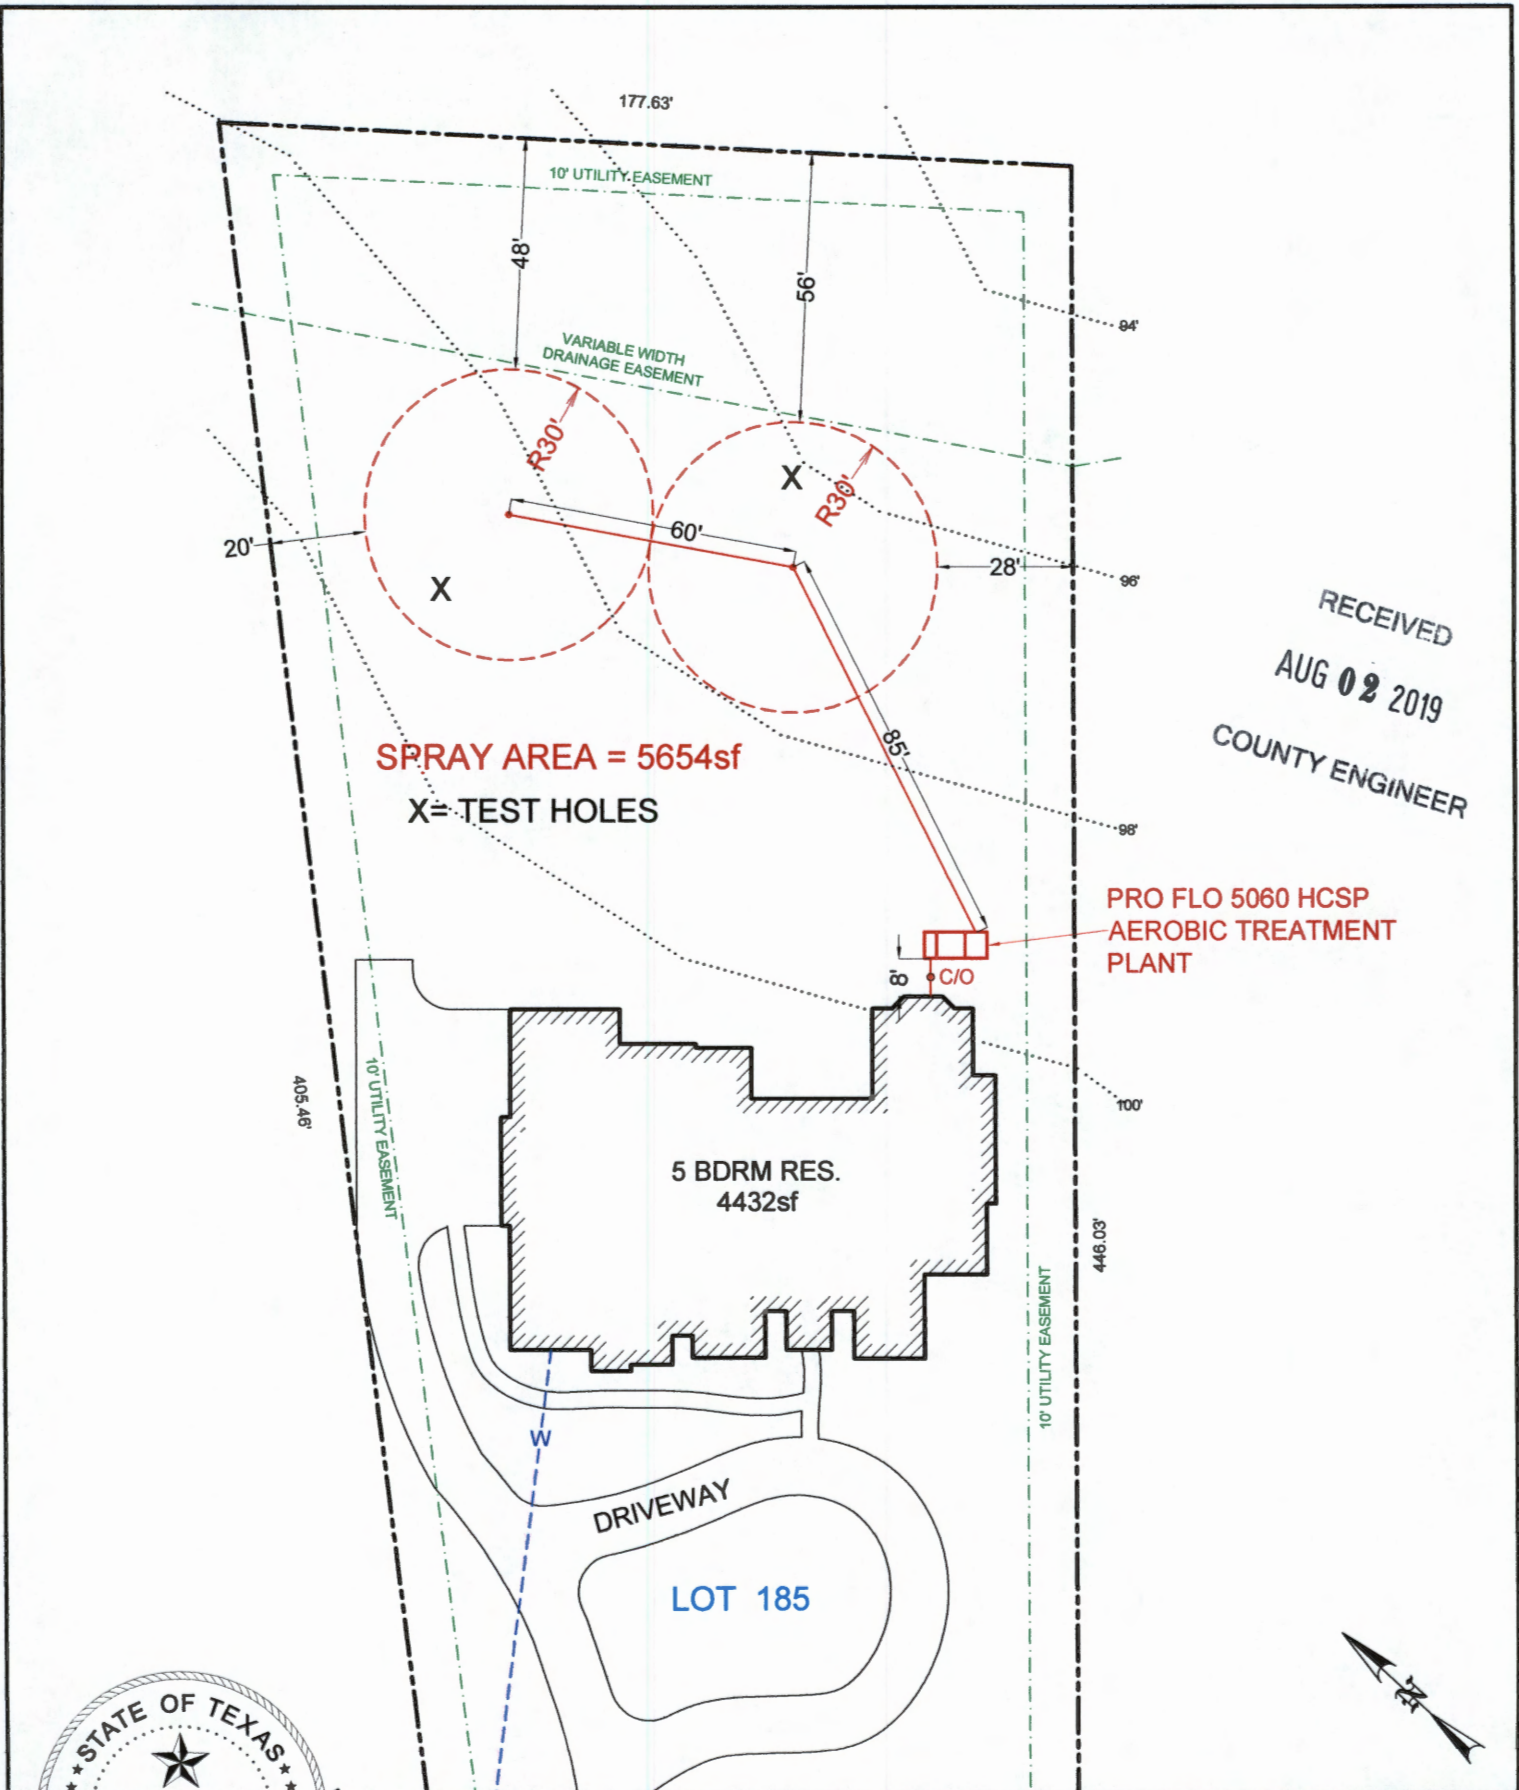 177.63'
10' UTILITY EASEMENT
48'
56'
94'
VARIABLE WIDTH
DRAINAGE EASEMENT
R30'
X
R30'
60'
20'
28'
X
96'
RECEIVED
AUG 02 2019
COUNTY ENGINEER
85'
SPRAY AREA = 5654sf
X= TEST HOLES
98'
PRO FLO 5060 HCSP
AEROBIC TREATMENT
PLANT
8'
C/O
405.46'
10' UTILITY EASEMENT
100'
5 BDRM RES.
4432sf
446.03'
10' UTILITY EASEMENT
W
DRIVEWAY
LOT 185
N
STATE OF TEXAS